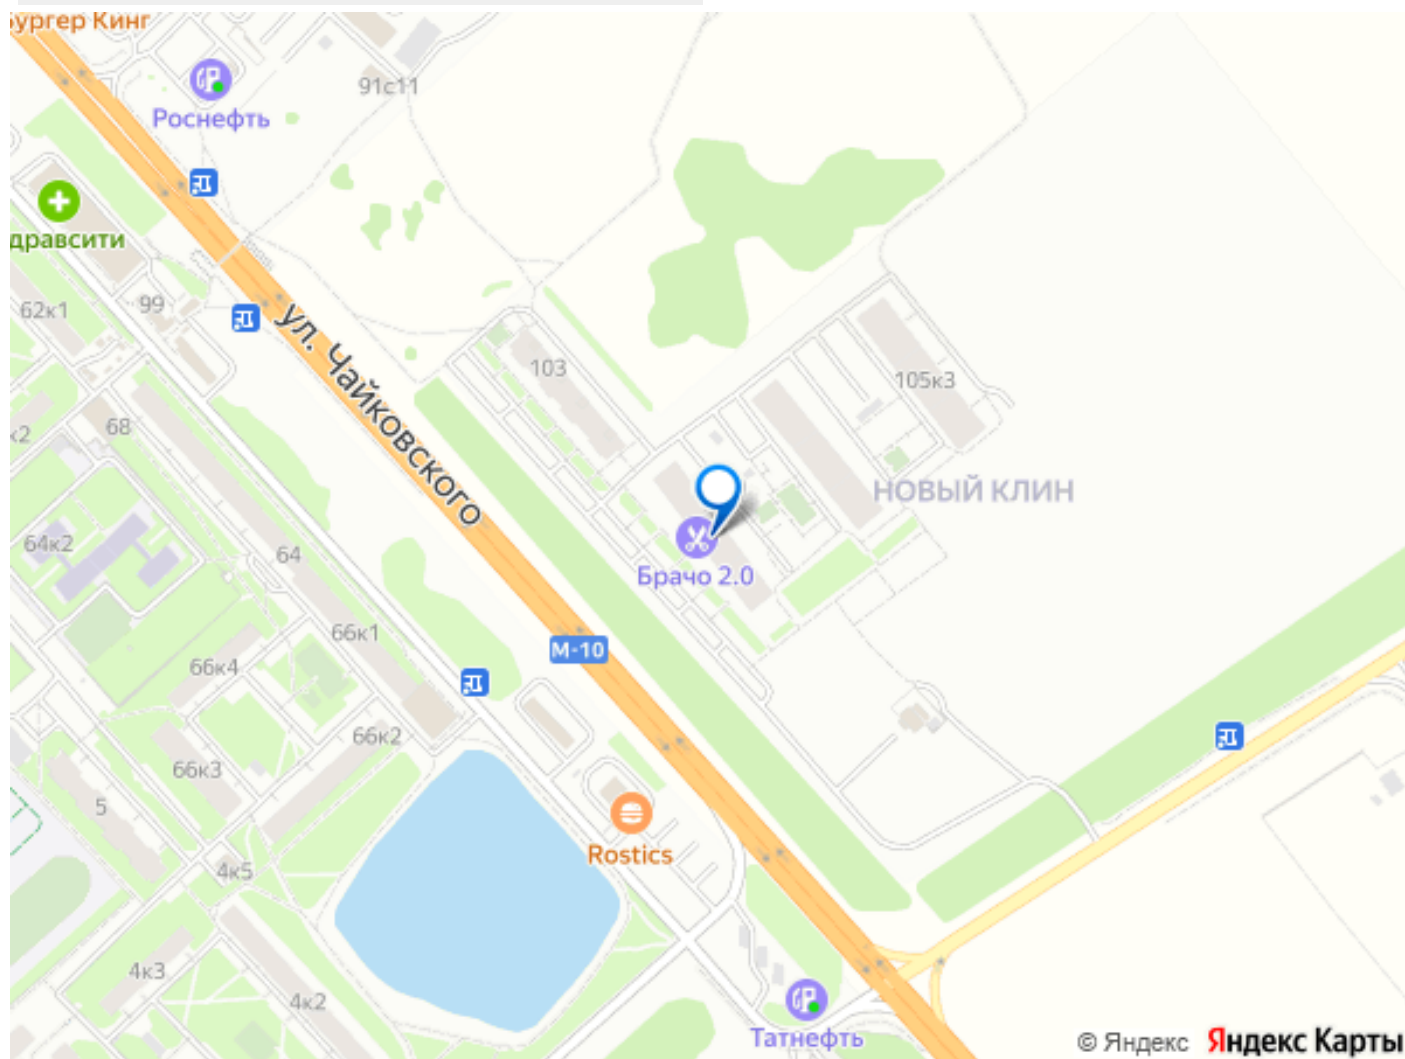 ургер Кинг
91с11
Роснефть
дравсити
62к1
99
ул. Чайковского
103
105к3
к2
68
НОВЫЙ КЛИН
64к2
64
Брачо 2.0
66к1
М-10
66к4
66к2
66к3
5
Rostics
4к5
4к3
4к2
Татнефть
© Яндекс Яндекс Карты